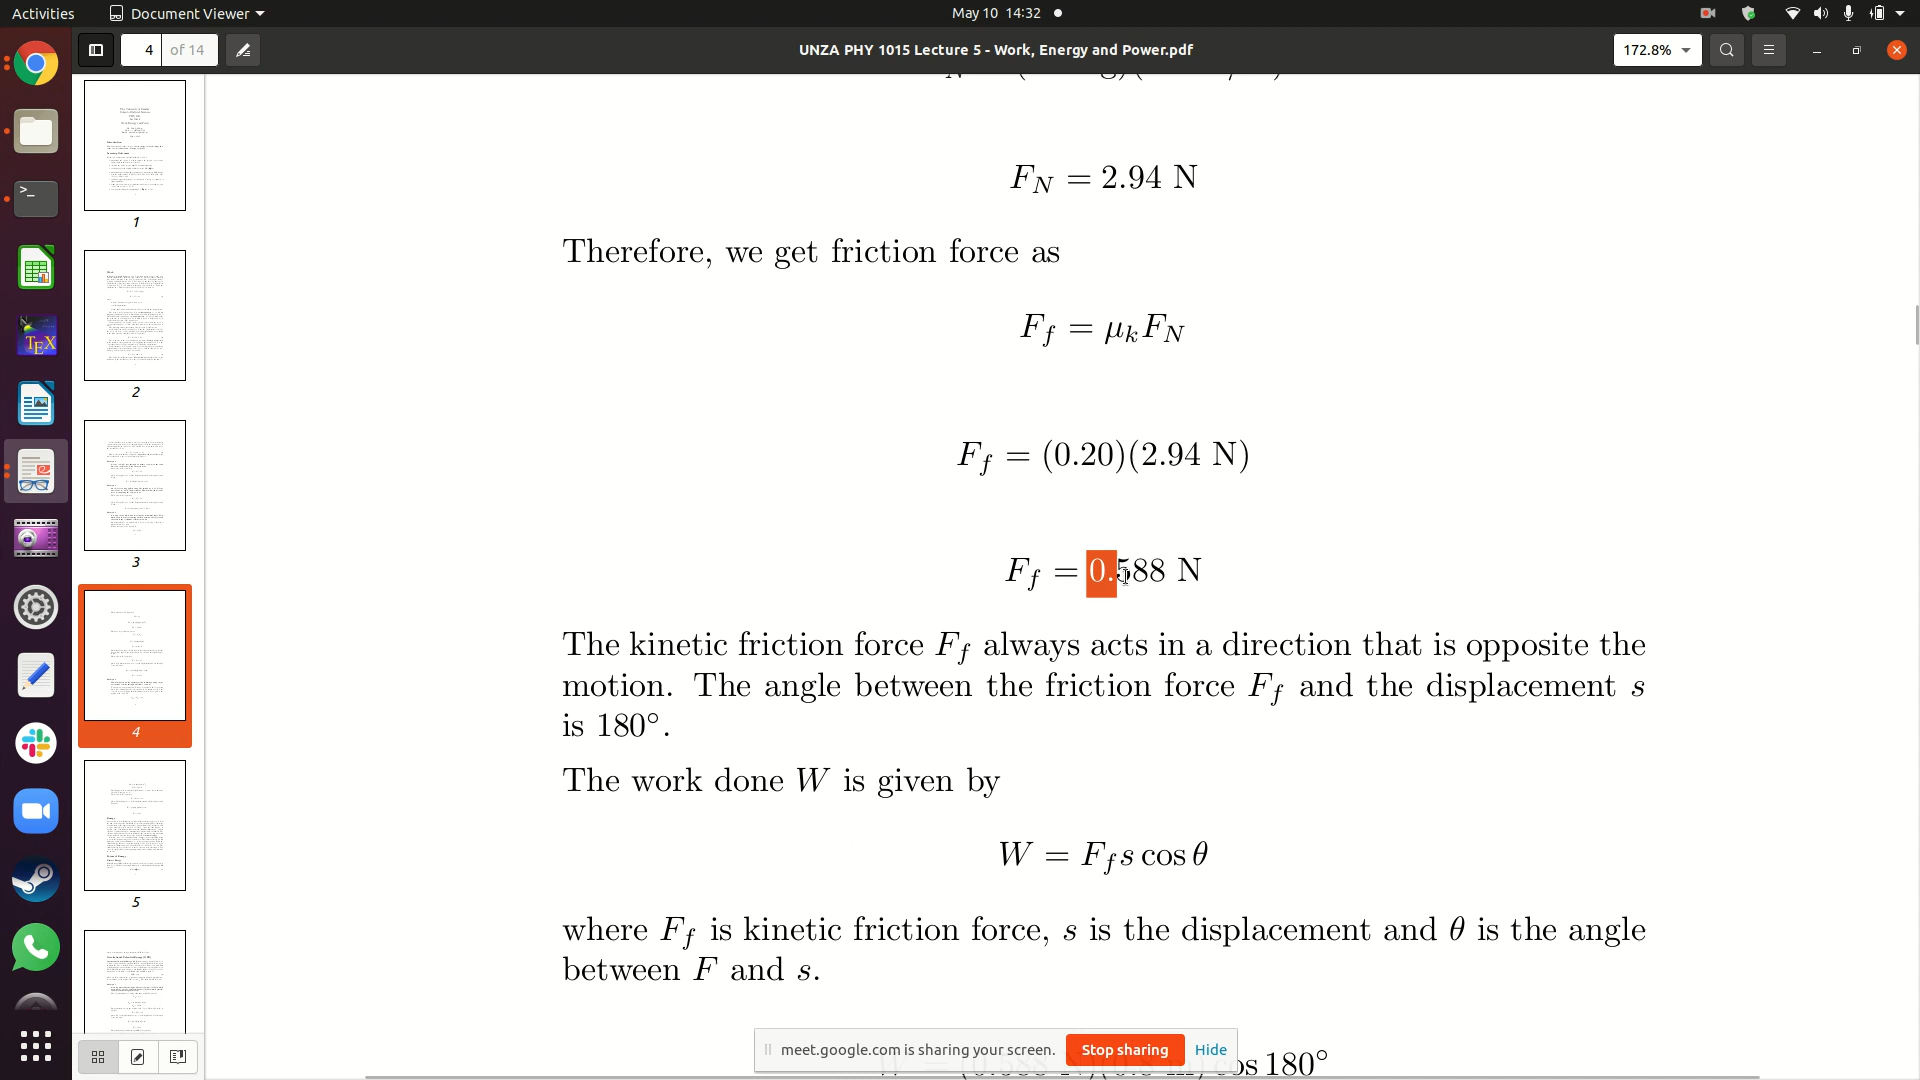 Activities
Document Viewer
May 10 14:32
4 of 14
UNZA PHY 1015 Lecture 5 - Work, Energy and Power.pdf
172.8%
F_N = 2.94 N
Therefore, we get friction force as
F_f = μ_k F_N
F_f = (0.20)(2.94 N)
F_f = 0.588 N
The kinetic friction force F_f always acts in a direction that is opposite the
motion. The angle between the friction force F_f and the displacement s
is 180°.
The work done W is given by
W = F_f s cos θ
where F_f is kinetic friction force, s is the displacement and θ is the angle
between F and s.
cos 180°
1
2
3
4
5
meet.google.com is sharing your screen.
Stop sharing
Hide
TEX